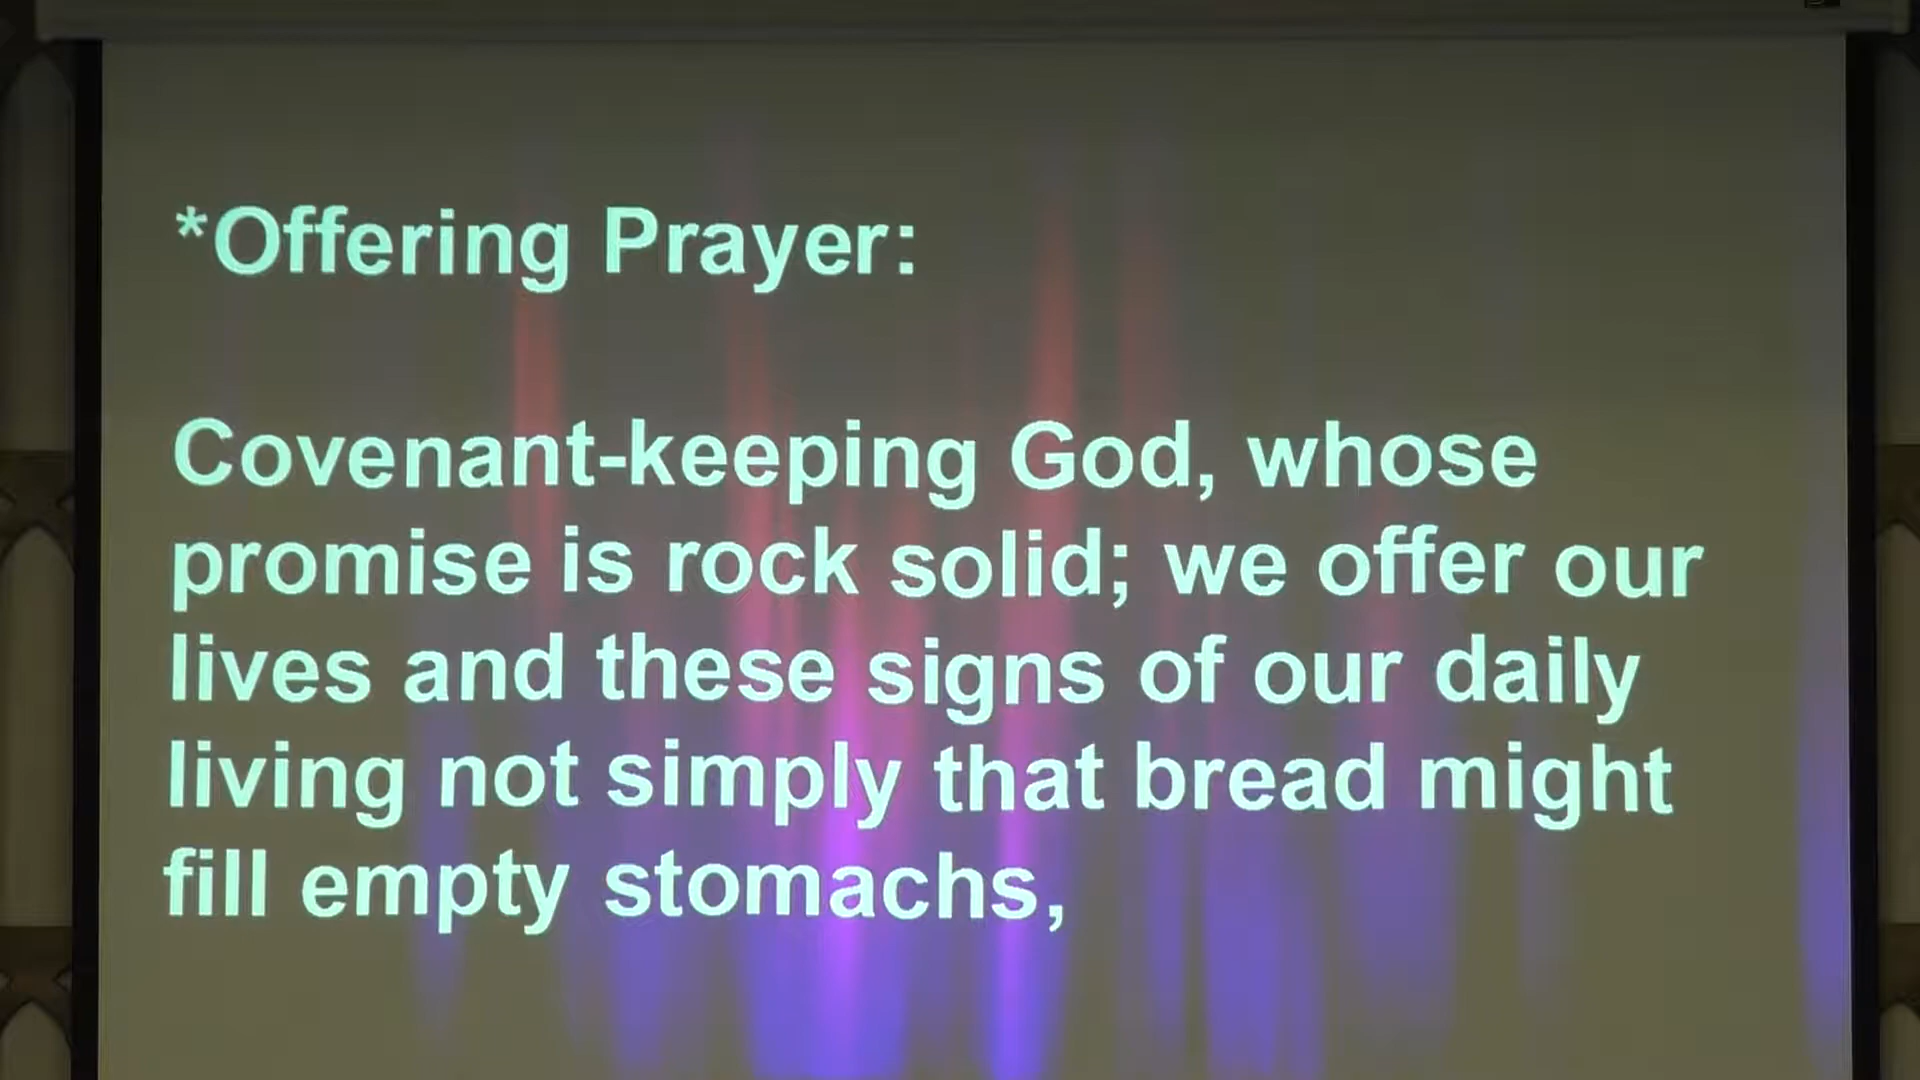 *Offering Prayer:
Covenant-keeping God, whose
promise is rock solid; we offer our
lives and these signs of our daily
living not simply that bread might
fill empty stomachs,